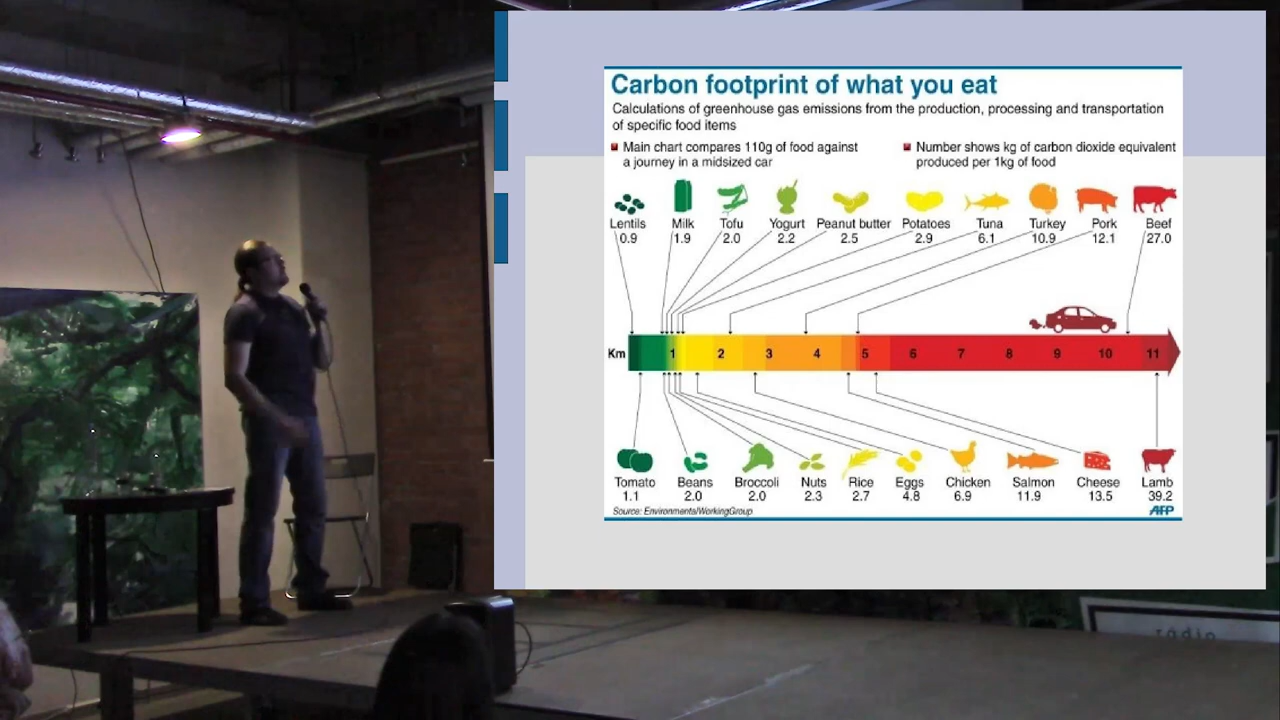 Carbon footprint of what you eat
Calculations of greenhouse gas emissions from the production, processing and transportation
of specific food items
Main chart compares 110g of food against
a journey in a midsized car
Number shows kg of carbon dioxide equivalent
produced per 1kg of food
Lentils Milk Tofu Yogurt Peanut butter Potatoes Tuna Turkey Pork Beef
0.9 1.9 2.0 2.2 2.5 2.9 6.1 10.9 12.1 27.0
Km 1 2 3 4 5 6 7 8 9 10 11
Tomato Beans Broccoli Nuts Rice Eggs Chicken Salmon Cheese Lamb
1.1 2.0 2.0 2.3 2.7 4.8 6.9 11.9 13.5 39.2
Source: EnvironmentalWorkingGroup
AFP
rádio